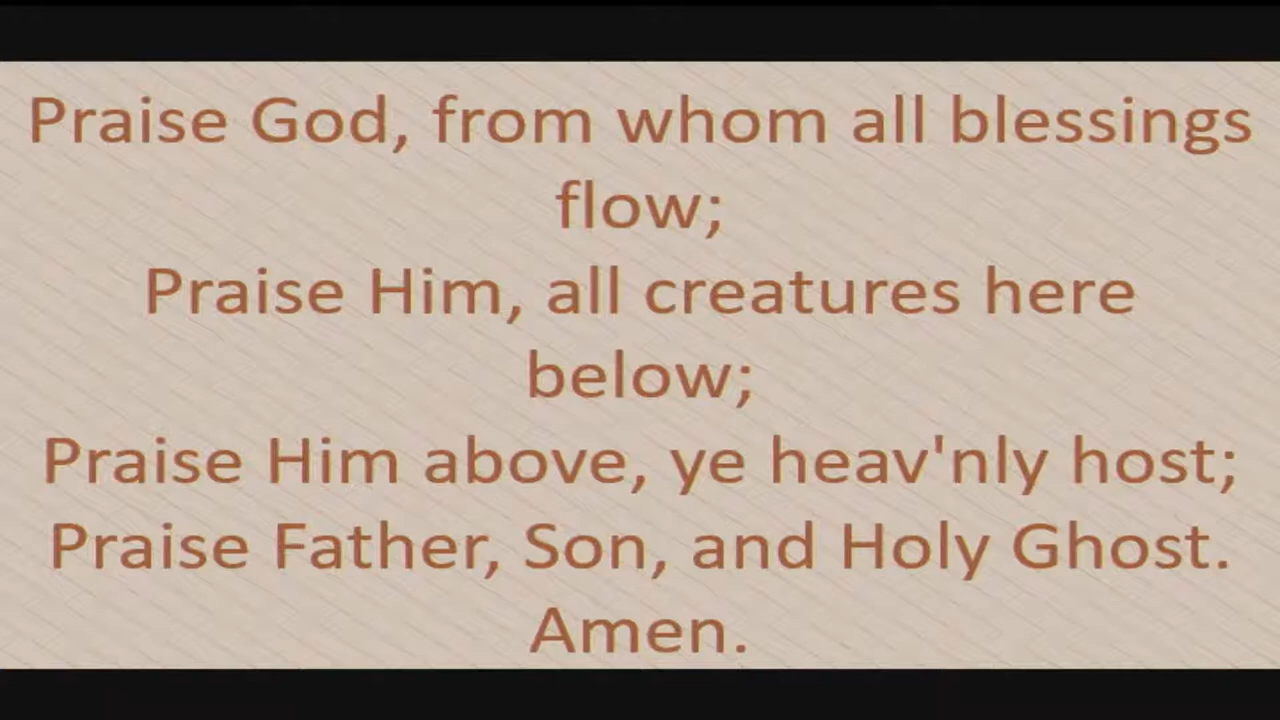 Praise God, from whom all blessings
flow;
Praise Him, all creatures here
below;
Praise Him above, ye heav'nly host;
Praise Father, Son, and Holy Ghost.
Amen.